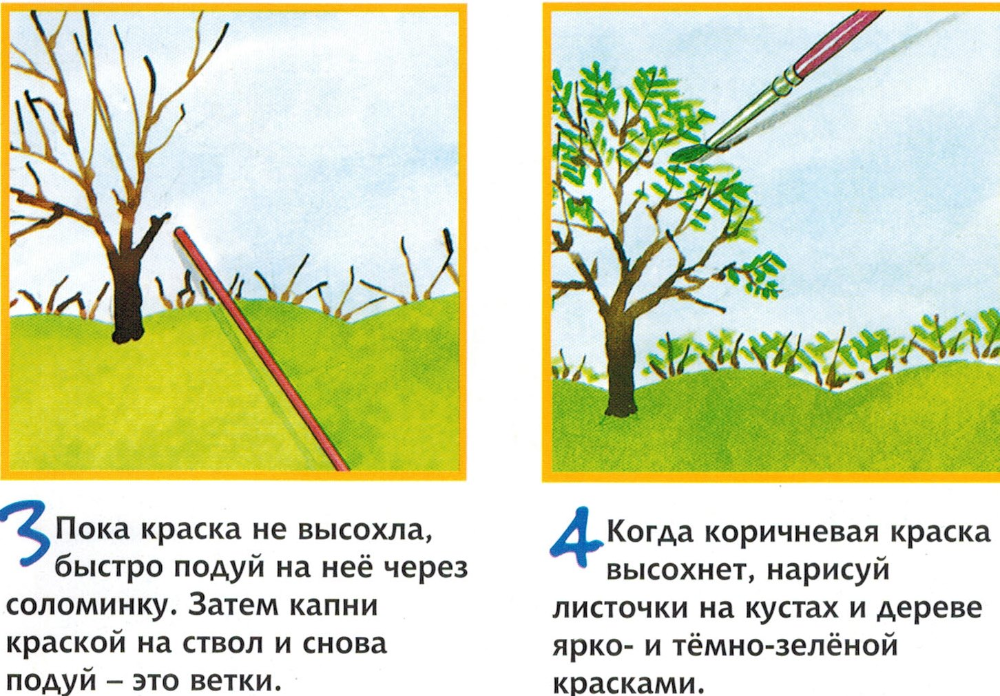 3 Пока краска не высохла,
быстро подуй на неё через
соломинку. Затем капни
краской на ствол и снова
подуй – это ветки.
4 Когда коричневая краска
высохнет, нарисуй
листочки на кустах и дереве
ярко- и тёмно-зелёной
красками.